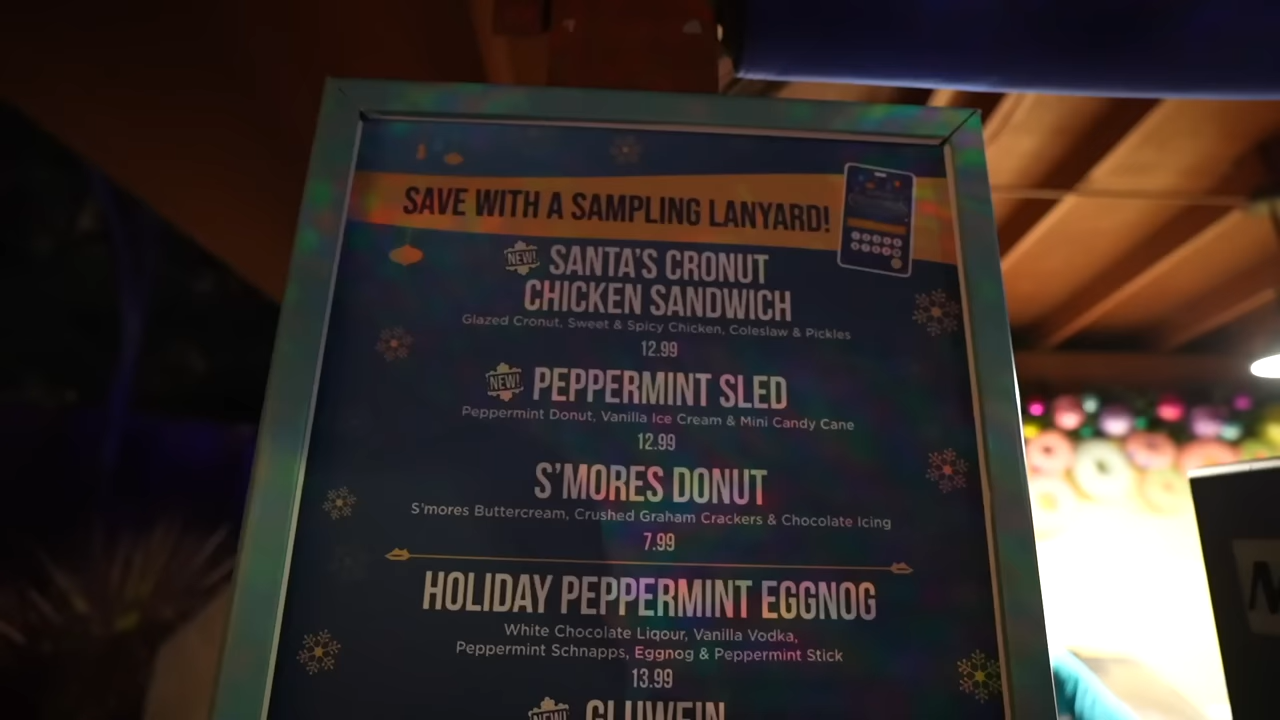 SAVE WITH A SAMPLING LANYARD!
NEW! SANTA'S CRONUT
CHICKEN SANDWICH
Glazed Cronut, Sweet & Spicy Chicken, Coleslaw & Pickles
12.99
NEW! PEPPERMINT SLED
Peppermint Donut, Vanilla Ice Cream & Mini Candy Cane
12.99
S'MORES DONUT
S'mores Buttercream, Crushed Graham Crackers & Chocolate Icing
7.99
HOLIDAY PEPPERMINT EGGNOG
White Chocolate Liqour, Vanilla Vodka,
Peppermint Schnapps, Eggnog & Peppermint Stick
13.99
NEW! GLUWEIN